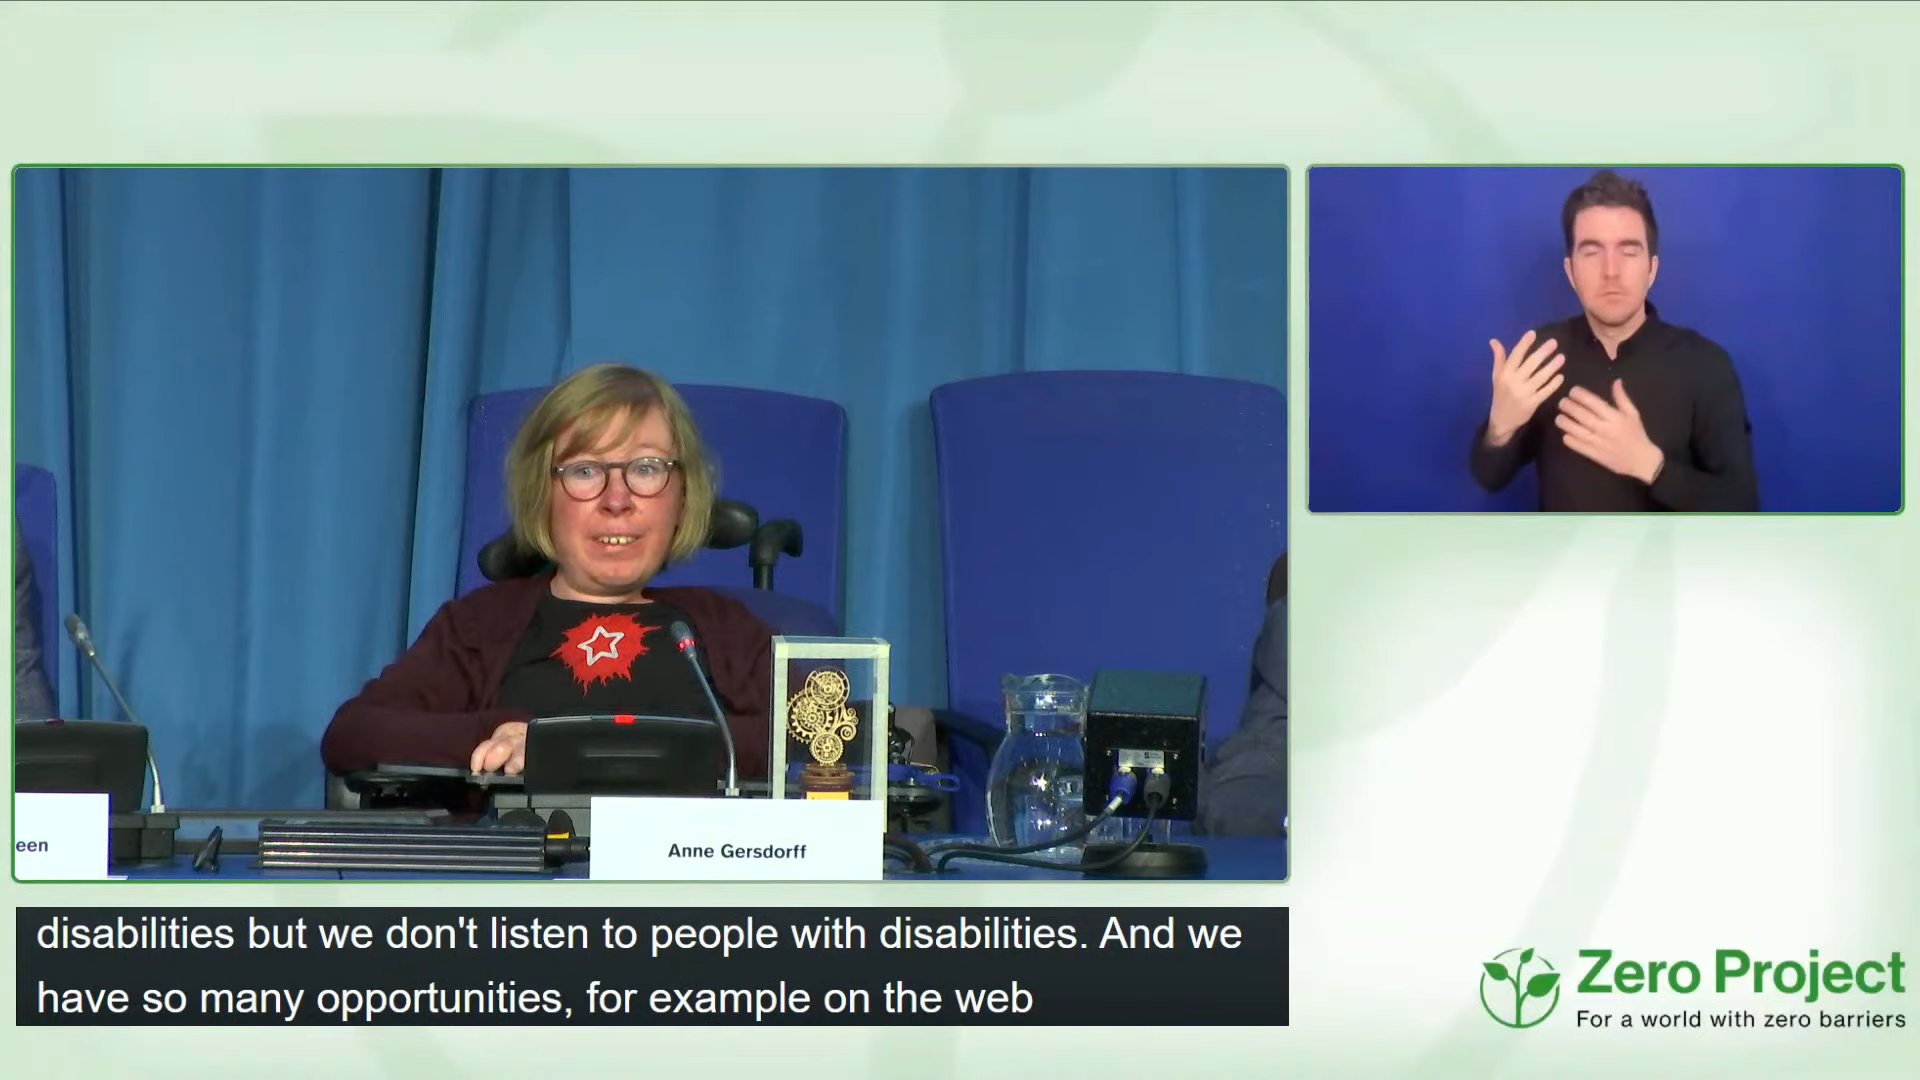 een
Anne Gersdorff
disabilities but we don't listen to people with disabilities. And we
have so many opportunities, for example on the web
Zero Project
For a world with zero barriers